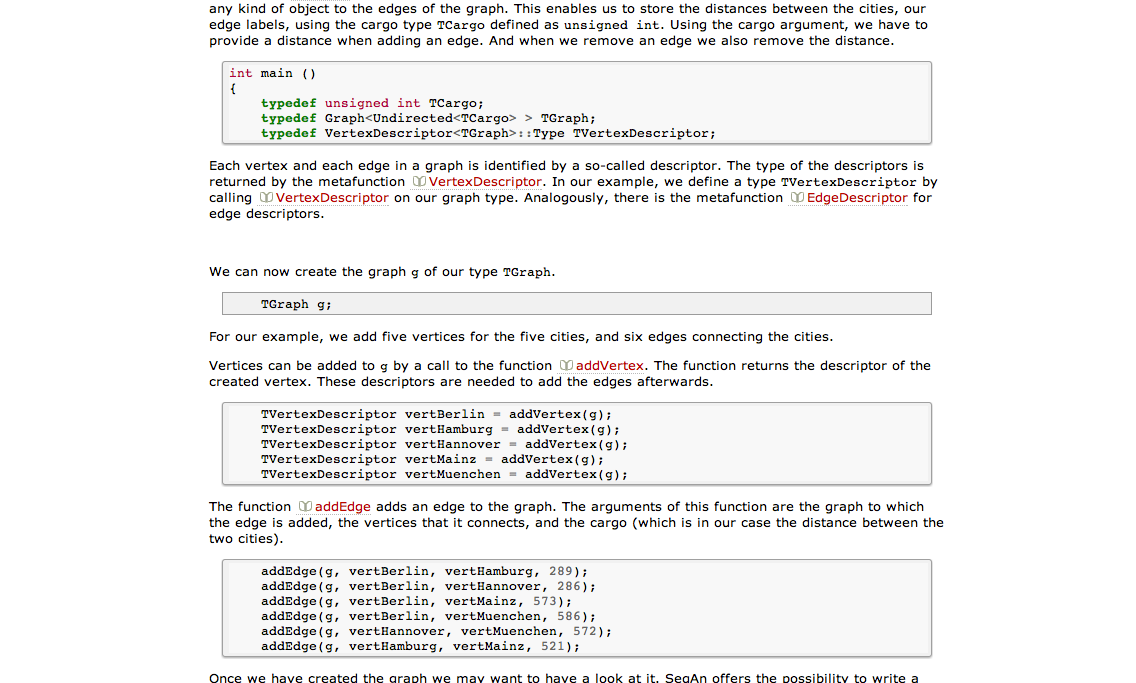 any kind of object to the edges of the graph. This enables us to store the distances between the cities, our
edge labels, using the cargo type TCargo defined as unsigned int. Using the cargo argument, we have to
provide a distance when adding an edge. And when we remove an edge we also remove the distance.
int main ()
{
    typedef unsigned int TCargo;
    typedef Graph<Undirected<TCargo> > TGraph;
    typedef VertexDescriptor<TGraph>::Type TVertexDescriptor;
Each vertex and each edge in a graph is identified by a so-called descriptor. The type of the descriptors is
returned by the metafunction VertexDescriptor. In our example, we define a type TVertexDescriptor by
calling VertexDescriptor on our graph type. Analogously, there is the metafunction EdgeDescriptor for
edge descriptors.
We can now create the graph g of our type TGraph.
    TGraph g;
For our example, we add five vertices for the five cities, and six edges connecting the cities.
Vertices can be added to g by a call to the function addVertex. The function returns the descriptor of the
created vertex. These descriptors are needed to add the edges afterwards.
    TVertexDescriptor vertBerlin = addVertex(g);
    TVertexDescriptor vertHamburg = addVertex(g);
    TVertexDescriptor vertHannover = addVertex(g);
    TVertexDescriptor vertMainz = addVertex(g);
    TVertexDescriptor vertMuenchen = addVertex(g);
The function addEdge adds an edge to the graph. The arguments of this function are the graph to which
the edge is added, the vertices that it connects, and the cargo (which is in our case the distance between the
two cities).
    addEdge(g, vertBerlin, vertHamburg, 289);
    addEdge(g, vertBerlin, vertHannover, 286);
    addEdge(g, vertBerlin, vertMainz, 573);
    addEdge(g, vertBerlin, vertMuenchen, 586);
    addEdge(g, vertHannover, vertMuenchen, 572);
    addEdge(g, vertHamburg, vertMainz, 521);
Once we have created the graph we may want to have a look at it. SeqAn offers the possibility to write a